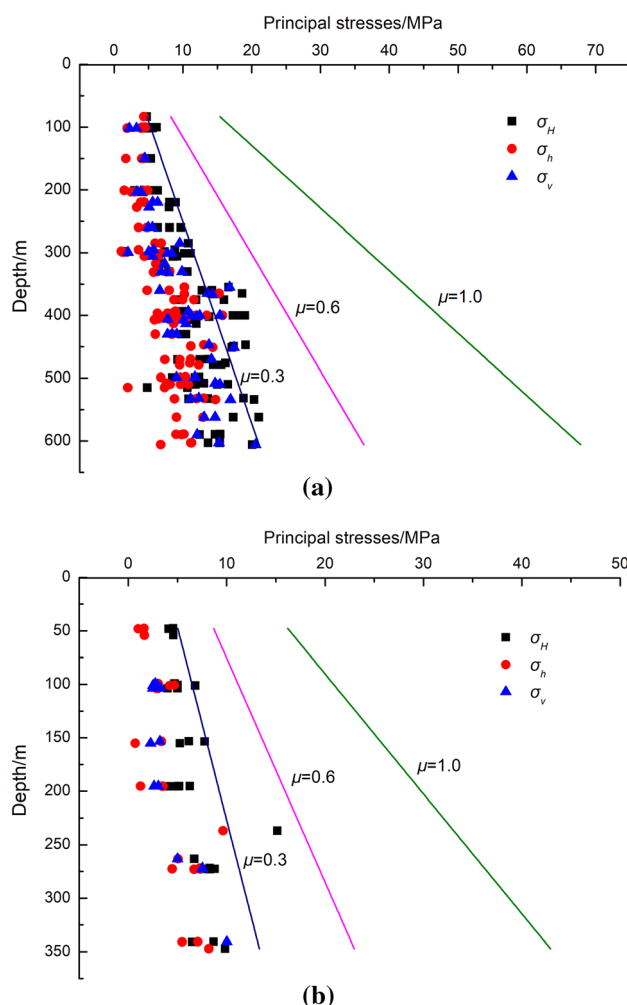 Principal stresses/MPa
0 10 20 30 40 50 60 70
Depth/m
0
100
200
300
400
500
600
σH
σh
σv
μ=0.6
μ=1.0
μ=0.3
(a)
Principal stresses/MPa
0 10 20 30 40 50
Depth/m
0
50
100
150
200
250
300
350
σH
σh
σv
μ=1.0
μ=0.6
μ=0.3
(b)